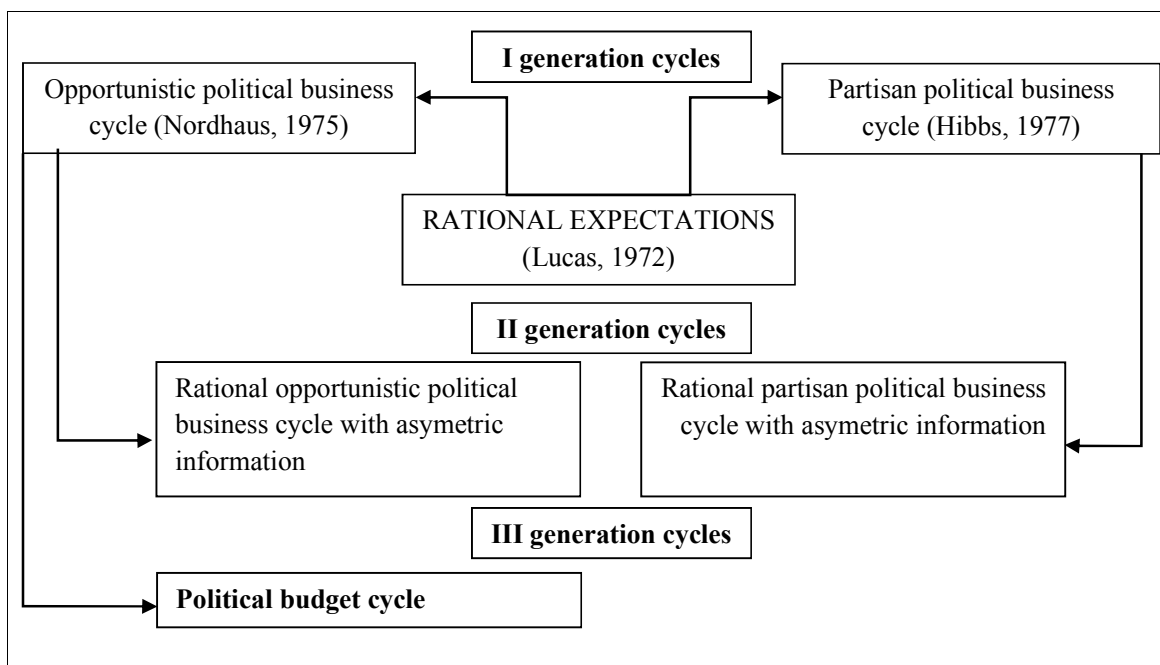 I generation cycles
Opportunistic political business
cycle (Nordhaus, 1975)
Partisan political business
cycle (Hibbs, 1977)
RATIONAL EXPECTATIONS
(Lucas, 1972)
II generation cycles
Rational opportunistic political
business cycle with asymetric
information
Rational partisan political business
cycle with asymetric information
III generation cycles
Political budget cycle